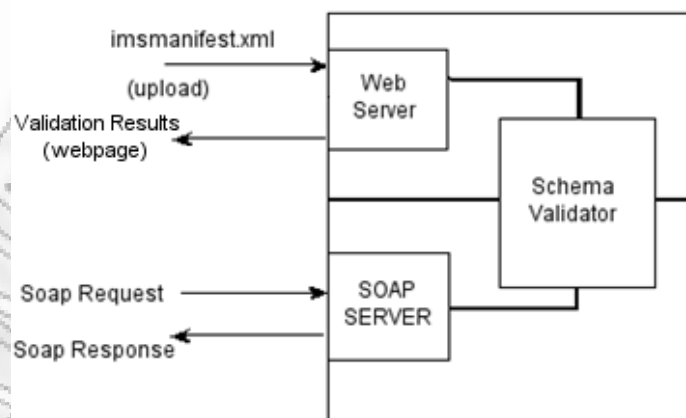 imsmanifest.xml
(upload)
Validation Results
(webpage)
Web
Server
Schema
Validator
Soap Request
Soap Response
SOAP
SERVER